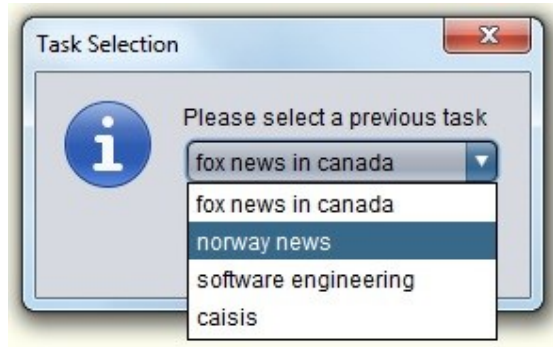 Task Selection
Please select a previous task
fox news in canada
fox news in canada
norway news
software engineering
caisis